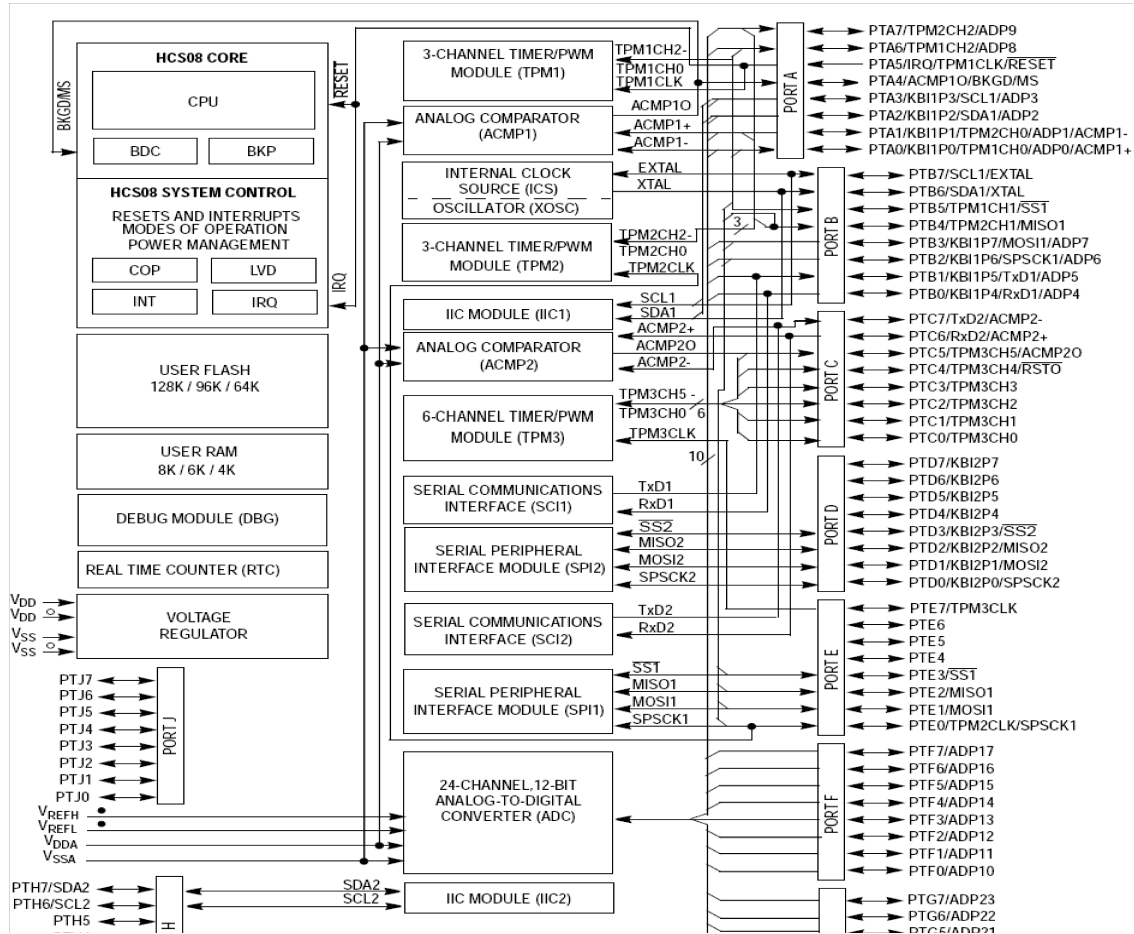 HCS08 CORE
CPU
BDC
BKP
BKGD/MS
RESET
HCS08 SYSTEM CONTROL
RESETS AND INTERRUPTS
MODES OF OPERATION
POWER MANAGEMENT
COP
LVD
INT
IRQ
IRQ
USER FLASH
128K / 96K / 64K
USER RAM
8K / 6K / 4K
DEBUG MODULE (DBG)
REAL TIME COUNTER (RTC)
VOLTAGE
REGULATOR
VDD
VDD
VSS
VSS
PTJ7
PTJ6
PTJ5
PTJ4
PTJ3
PTJ2
PTJ1
PTJ0
PORT J
VREFH
VREFL
VDDA
VSSA
PTH7/SDA2
PTH6/SCL2
PTH5
H
SDA2
SCL2
3-CHANNEL TIMER/PWM
MODULE (TPM1)
TPM1CH2-
TPM1CH0
TPM1CLK
ANALOG COMPARATOR
(ACMP1)
ACMP1O
ACMP1+
ACMP1-
INTERNAL CLOCK
SOURCE (ICS)
OSCILLATOR (XOSC)
EXTAL
XTAL
3-CHANNEL TIMER/PWM
MODULE (TPM2)
TPM2CH2-
TPM2CH0
TPM2CLK
3
IIC MODULE (IIC1)
SCL1
SDA1
ANALOG COMPARATOR
(ACMP2)
ACMP2+
ACMP2O
ACMP2-
6-CHANNEL TIMER/PWM
MODULE (TPM3)
TPM3CH5 -
TPM3CH0
6
TPM3CLK
10
SERIAL COMMUNICATIONS
INTERFACE (SCI1)
TxD1
RxD1
SERIAL PERIPHERAL
INTERFACE MODULE (SPI2)
SS2
MISO2
MOSI2
SPSCK2
SERIAL COMMUNICATIONS
INTERFACE (SCI2)
TxD2
RxD2
SERIAL PERIPHERAL
INTERFACE MODULE (SPI1)
SS1
MISO1
MOSI1
SPSCK1
24-CHANNEL,12-BIT
ANALOG-TO-DIGITAL
CONVERTER (ADC)
IIC MODULE (IIC2)
PORT A
PTA7/TPM2CH2/ADP9
PTA6/TPM1CH2/ADP8
PTA5/IRQ/TPM1CLK/RESET
PTA4/ACMP1O/BKGD/MS
PTA3/KBI1P3/SCL1/ADP3
PTA2/KBI1P2/SDA1/ADP2
PTA1/KBI1P1/TPM2CH0/ADP1/ACMP1-
PTA0/KBI1P0/TPM1CH0/ADP0/ACMP1+
PORT B
PTB7/SCL1/EXTAL
PTB6/SDA1/XTAL
PTB5/TPM1CH1/SS1
PTB4/TPM2CH1/MISO1
PTB3/KBI1P7/MOSI1/ADP7
PTB2/KBI1P6/SPSCK1/ADP6
PTB1/KBI1P5/TxD1/ADP5
PTB0/KBI1P4/RxD1/ADP4
PORT C
PTC7/TxD2/ACMP2-
PTC6/RxD2/ACMP2+
PTC5/TPM3CH5/ACMP2O
PTC4/TPM3CH4/RSTO
PTC3/TPM3CH3
PTC2/TPM3CH2
PTC1/TPM3CH1
PTC0/TPM3CH0
PORT D
PTD7/KBI2P7
PTD6/KBI2P6
PTD5/KBI2P5
PTD4/KBI2P4
PTD3/KBI2P3/SS2
PTD2/KBI2P2/MISO2
PTD1/KBI2P1/MOSI2
PTD0/KBI2P0/SPSCK2
PORT E
PTE7/TPM3CLK
PTE6
PTE5
PTE4
PTE3/SS1
PTE2/MISO1
PTE1/MOSI1
PTE0/TPM2CLK/SPSCK1
PORT F
PTF7/ADP17
PTF6/ADP16
PTF5/ADP15
PTF4/ADP14
PTF3/ADP13
PTF2/ADP12
PTF1/ADP11
PTF0/ADP10
PTG7/ADP23
PTG6/ADP22
PTG5/ADP21